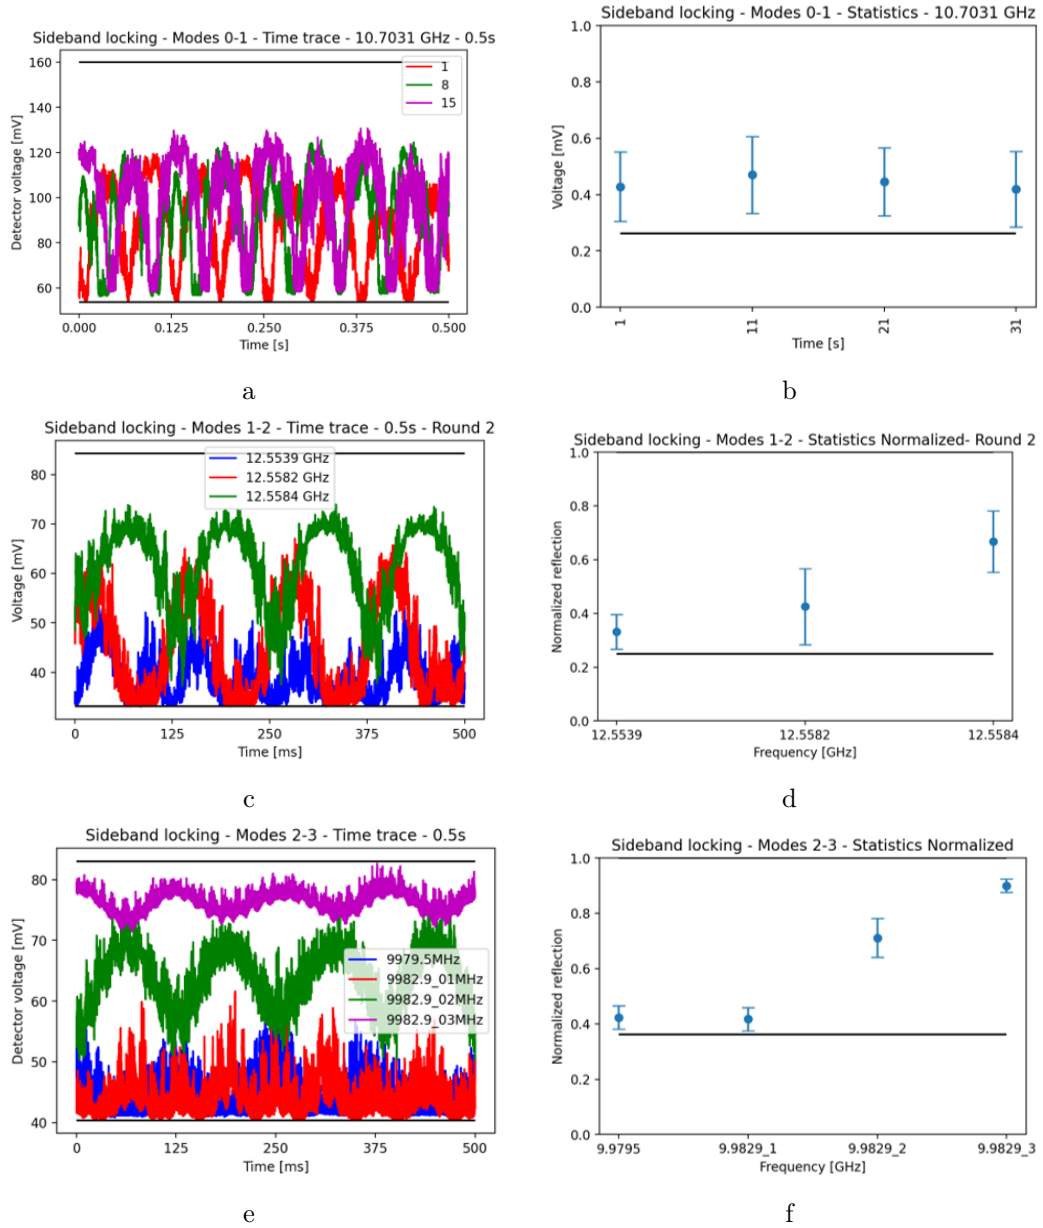 Sideband locking - Modes 0-1 - Time trace - 10.7031 GHz - 0.5s
Detector voltage [mV]
160
140
120
100
80
60
1
8
15
0.000
0.125
0.250
0.375
0.500
Time [s]
a
Sideband locking - Modes 0-1 - Statistics - 10.7031 GHz
Voltage [mV]
1.0
0.8
0.6
0.4
0.2
0.0
1
11
21
31
Time [s]
b
Sideband locking - Modes 1-2 - Time trace - 0.5s - Round 2
Voltage [mV]
80
70
60
50
40
12.5539 GHz
12.5582 GHz
12.5584 GHz
0
125
250
375
500
Time [ms]
c
Sideband locking - Modes 1-2 - Statistics Normalized- Round 2
Normalized reflection
1.0
0.8
0.6
0.4
0.2
0.0
12.5539
12.5582
12.5584
Frequency [GHz]
d
Sideband locking - Modes 2-3 - Time trace - 0.5s
Detector voltage [mV]
80
70
60
50
40
9979.5MHz
9982.9_01MHz
9982.9_02MHz
9982.9_03MHz
0
125
250
375
500
Time [ms]
e
Sideband locking - Modes 2-3 - Statistics Normalized
Normalized reflection
1.0
0.8
0.6
0.4
0.2
0.0
9.9795
9.9829_1
9.9829_2
9.9829_3
Frequency [GHz]
f